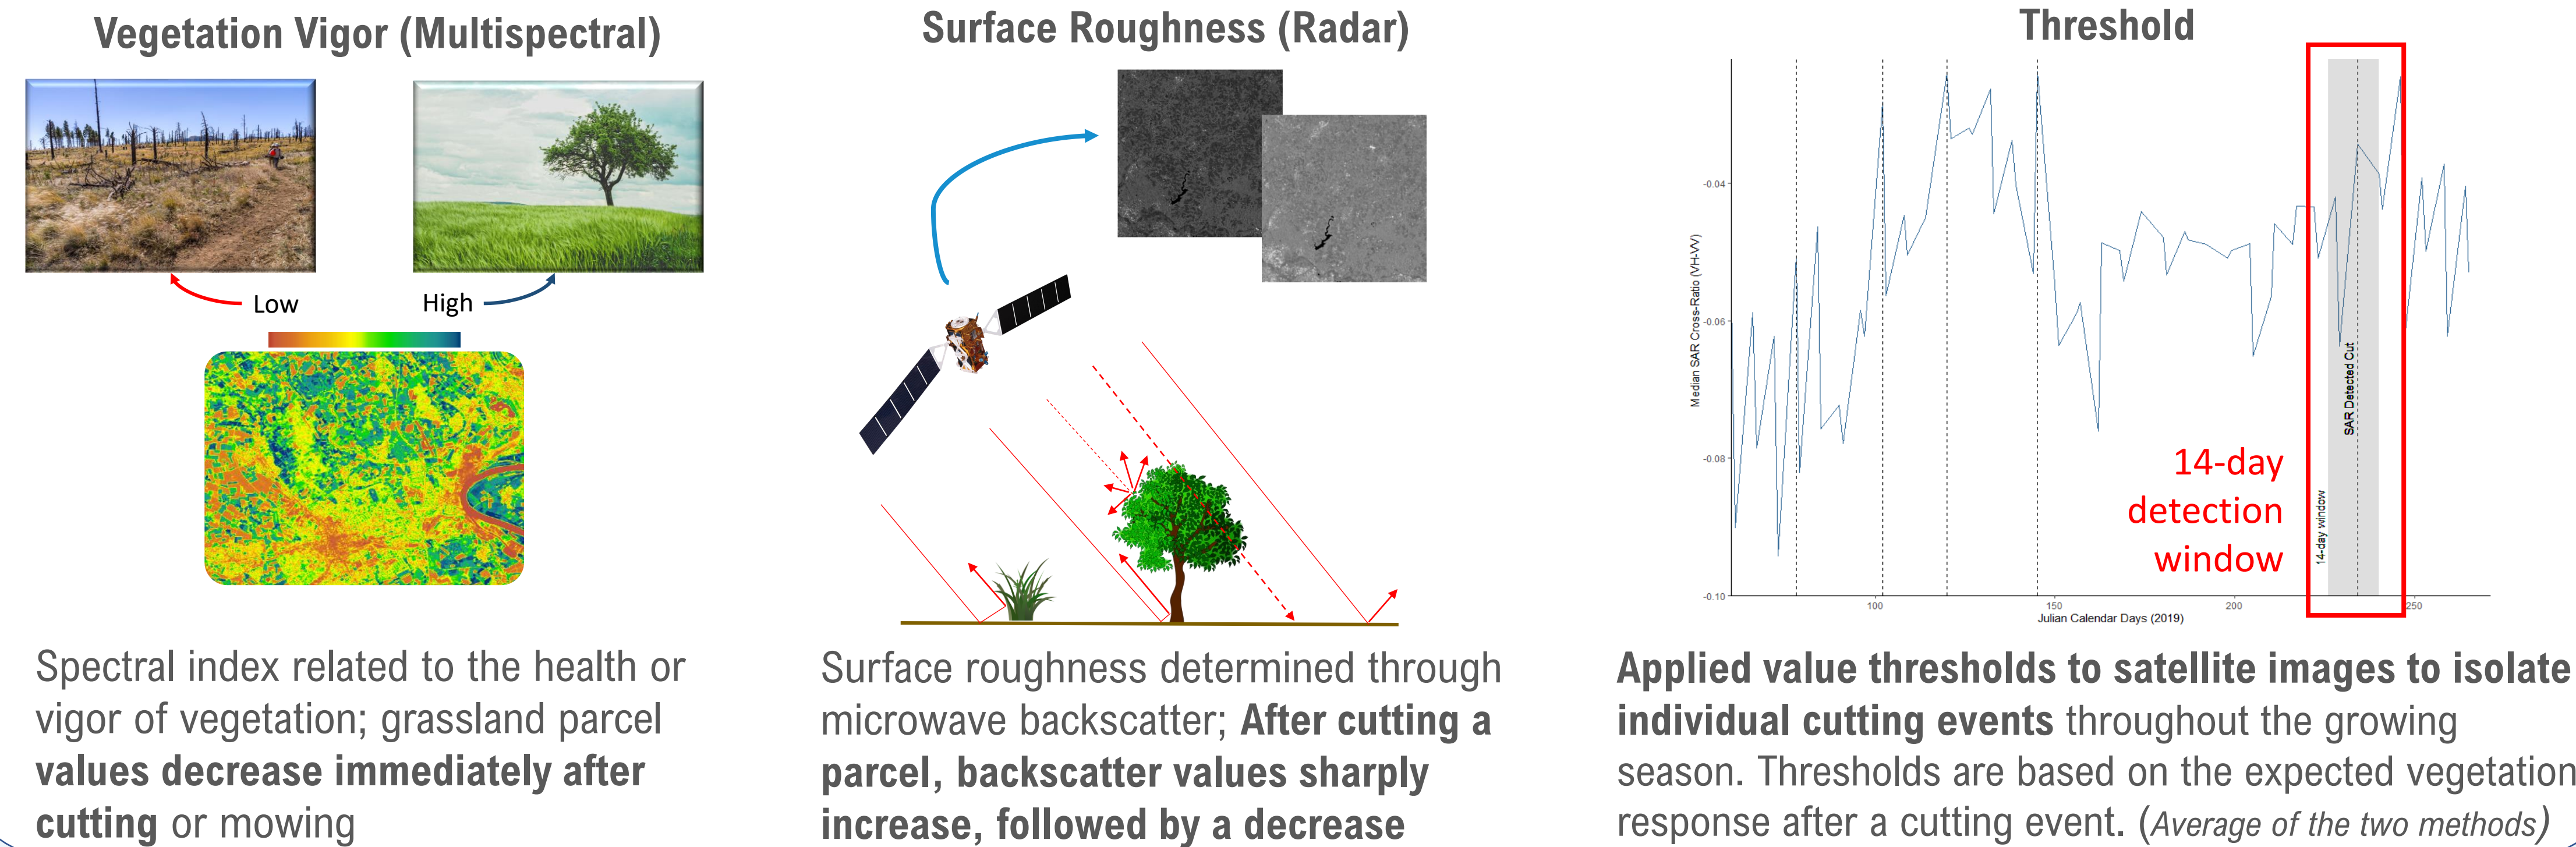 Vegetation Vigor (Multispectral)
Low
High
Spectral index related to the health or
vigor of vegetation; grassland parcel
values decrease immediately after
cutting or mowing
Surface Roughness (Radar)
Surface roughness determined through
microwave backscatter; After cutting a
parcel, backscatter values sharply
increase, followed by a decrease
Threshold
Median SAR Cross-Ratio (VH-VV)
-0.04
-0.06
-0.08
-0.10
100
150
200
250
Julian Calendar Days (2019)
14-day
detection
window
14-day window
SAR Detected Cut
Applied value thresholds to satellite images to isolate
individual cutting events throughout the growing
season. Thresholds are based on the expected vegetation
response after a cutting event. (Average of the two methods)